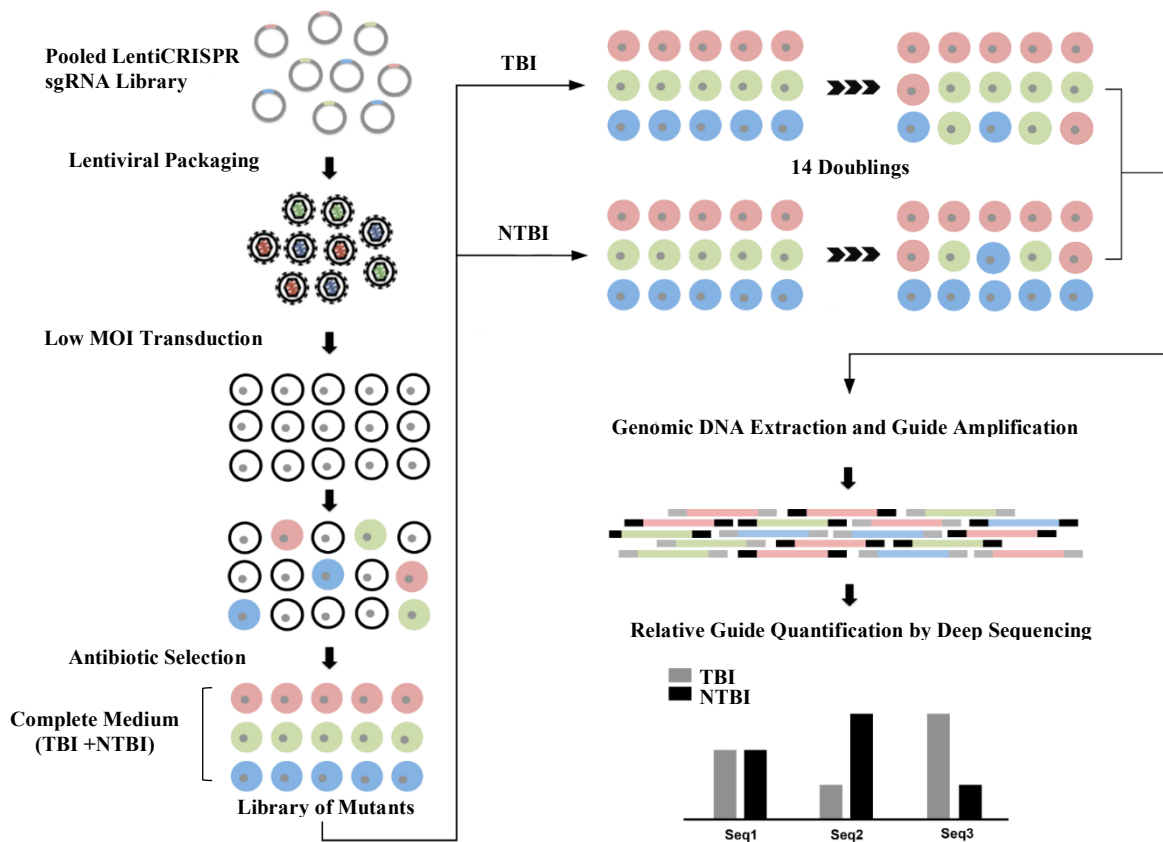 Pooled LentiCRISPR
sgRNA Library
Lentiviral Packaging
Low MOI Transduction
Antibiotic Selection
Complete Medium
(TBI +NTBI)
Library of Mutants
TBI
14 Doublings
NTBI
Genomic DNA Extraction and Guide Amplification
Relative Guide Quantification by Deep Sequencing
TBI
NTBI
Seq1
Seq2
Seq3